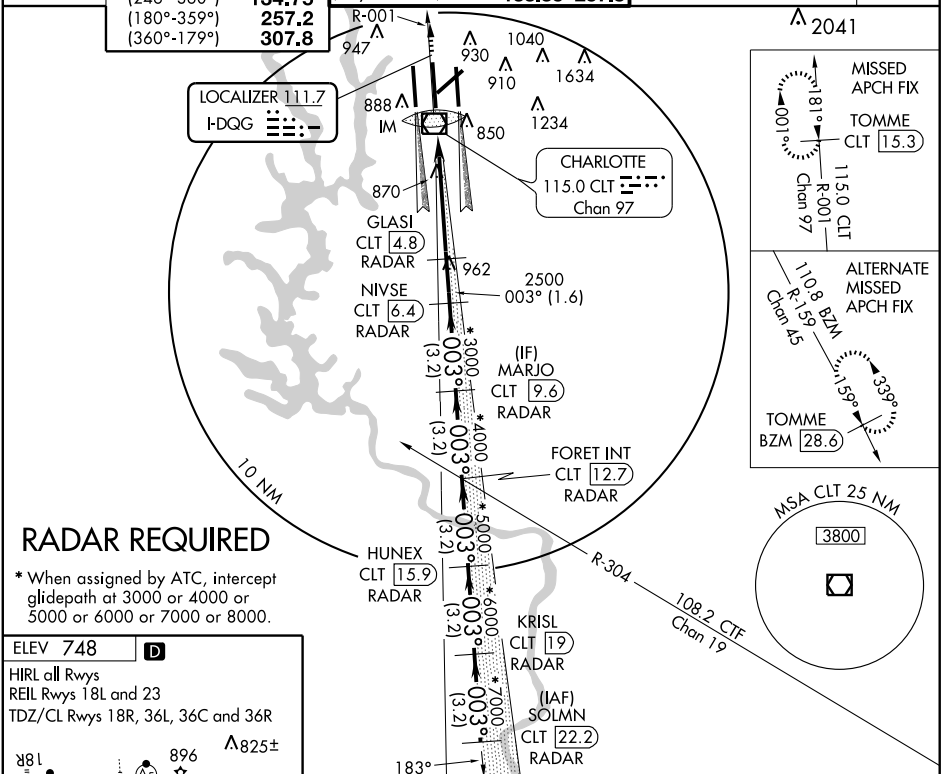 (180°-359°) 257.2
(360°-179°) 307.8
R-001
947
930
1040
910
1634
2041
LOCALIZER 111.7
I-DQG
888
IM
850
1234
CHARLOTTE
115.0 CLT
Chan 97
870
GLASI
CLT 4.8
RADAR
962
2500
003° (1.6)
NIVSE
CLT 6.4
RADAR
*3000
003°
(3.2)
(IF)
MARJO
CLT 9.6
RADAR
*4000
003°
(3.2)
FORET INT
CLT 12.7
RADAR
10 NM
*5000
003°
(3.2)
HUNEX
CLT 15.9
RADAR
R-304
108.2 CTF
Chan 19
*6000
003°
(3.2)
KRISL
CLT 19
RADAR
*7000
003°
(3.2)
(IAF)
SOLMN
CLT 22.2
RADAR
183°
MISSED
APCH FIX
TOMME
CLT 15.3
181°
001°
115.0 CLT
R-001
Chan 97
ALTERNATE
MISSED
APCH FIX
110.8 BZM
R-159
Chan 45
159°
339°
TOMME
BZM 28.6
MSA CLT 25 NM
3800
RADAR REQUIRED
* When assigned by ATC, intercept
glidepath at 3000 or 4000 or
5000 or 6000 or 7000 or 8000.
ELEV 748 D
HIRL all Rwys
REIL Rwys 18L and 23
TDZ/CL Rwys 18R, 36L, 36C and 36R
18R
896
825±